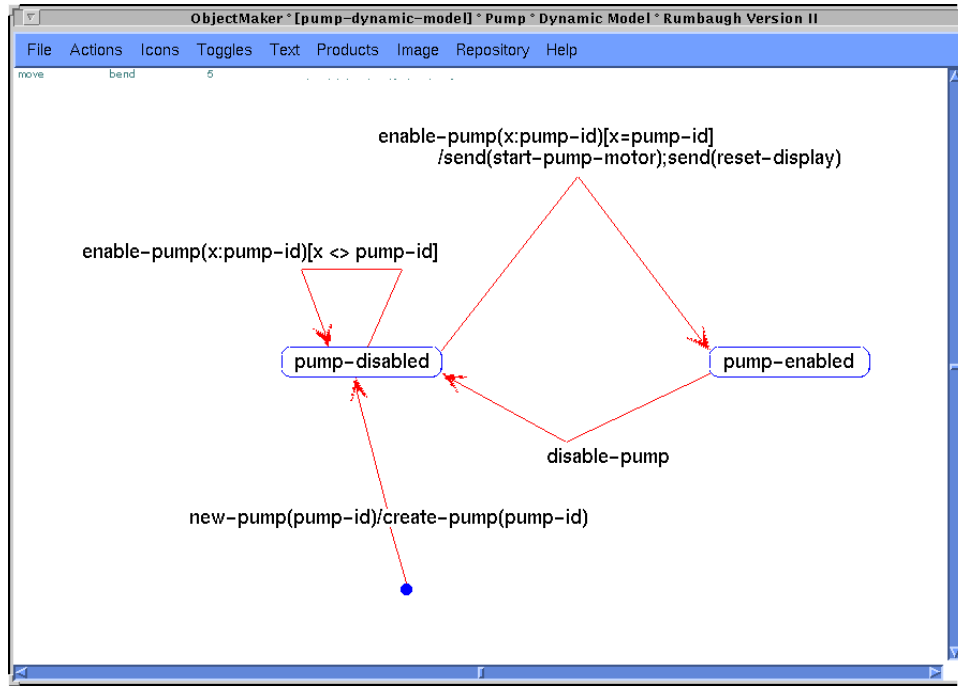 ObjectMaker * [pump-dynamic-model] * Pump * Dynamic Model * Rumbaugh Version II
File Actions Icons Toggles Text Products Image Repository Help
move bend 5
enable-pump(x:pump-id)[x=pump-id]
/send(start-pump-motor);send(reset-display)
enable-pump(x:pump-id)[x <> pump-id]
pump-disabled
pump-enabled
disable-pump
new-pump(pump-id)/create-pump(pump-id)